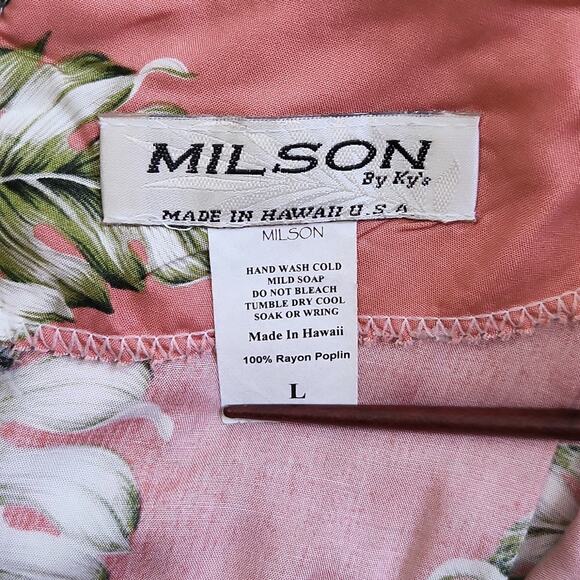 MILSON
By Ky's
MADE IN HAWAII U.S.A
MILSON
HAND WASH COLD
MILD SOAP
DO NOT BLEACH
TUMBLE DRY COOL
SOAK OR WRING
Made In Hawaii
100% Rayon Poplin
L